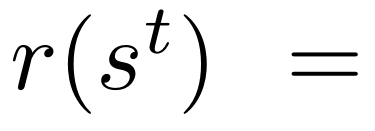 r(s^t) =